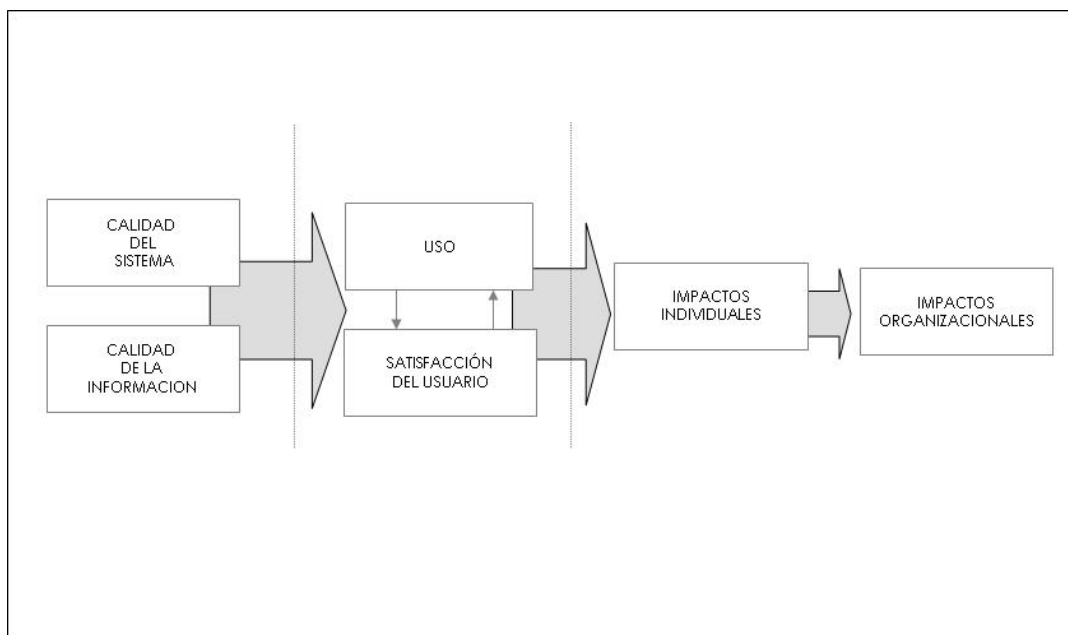 CALIDAD
DEL
SISTEMA
CALIDAD
DE LA
INFORMACION
USO
SATISFACCIÓN
DEL USUARIO
IMPACTOS
INDIVIDUALES
IMPACTOS
ORGANIZACIONALES